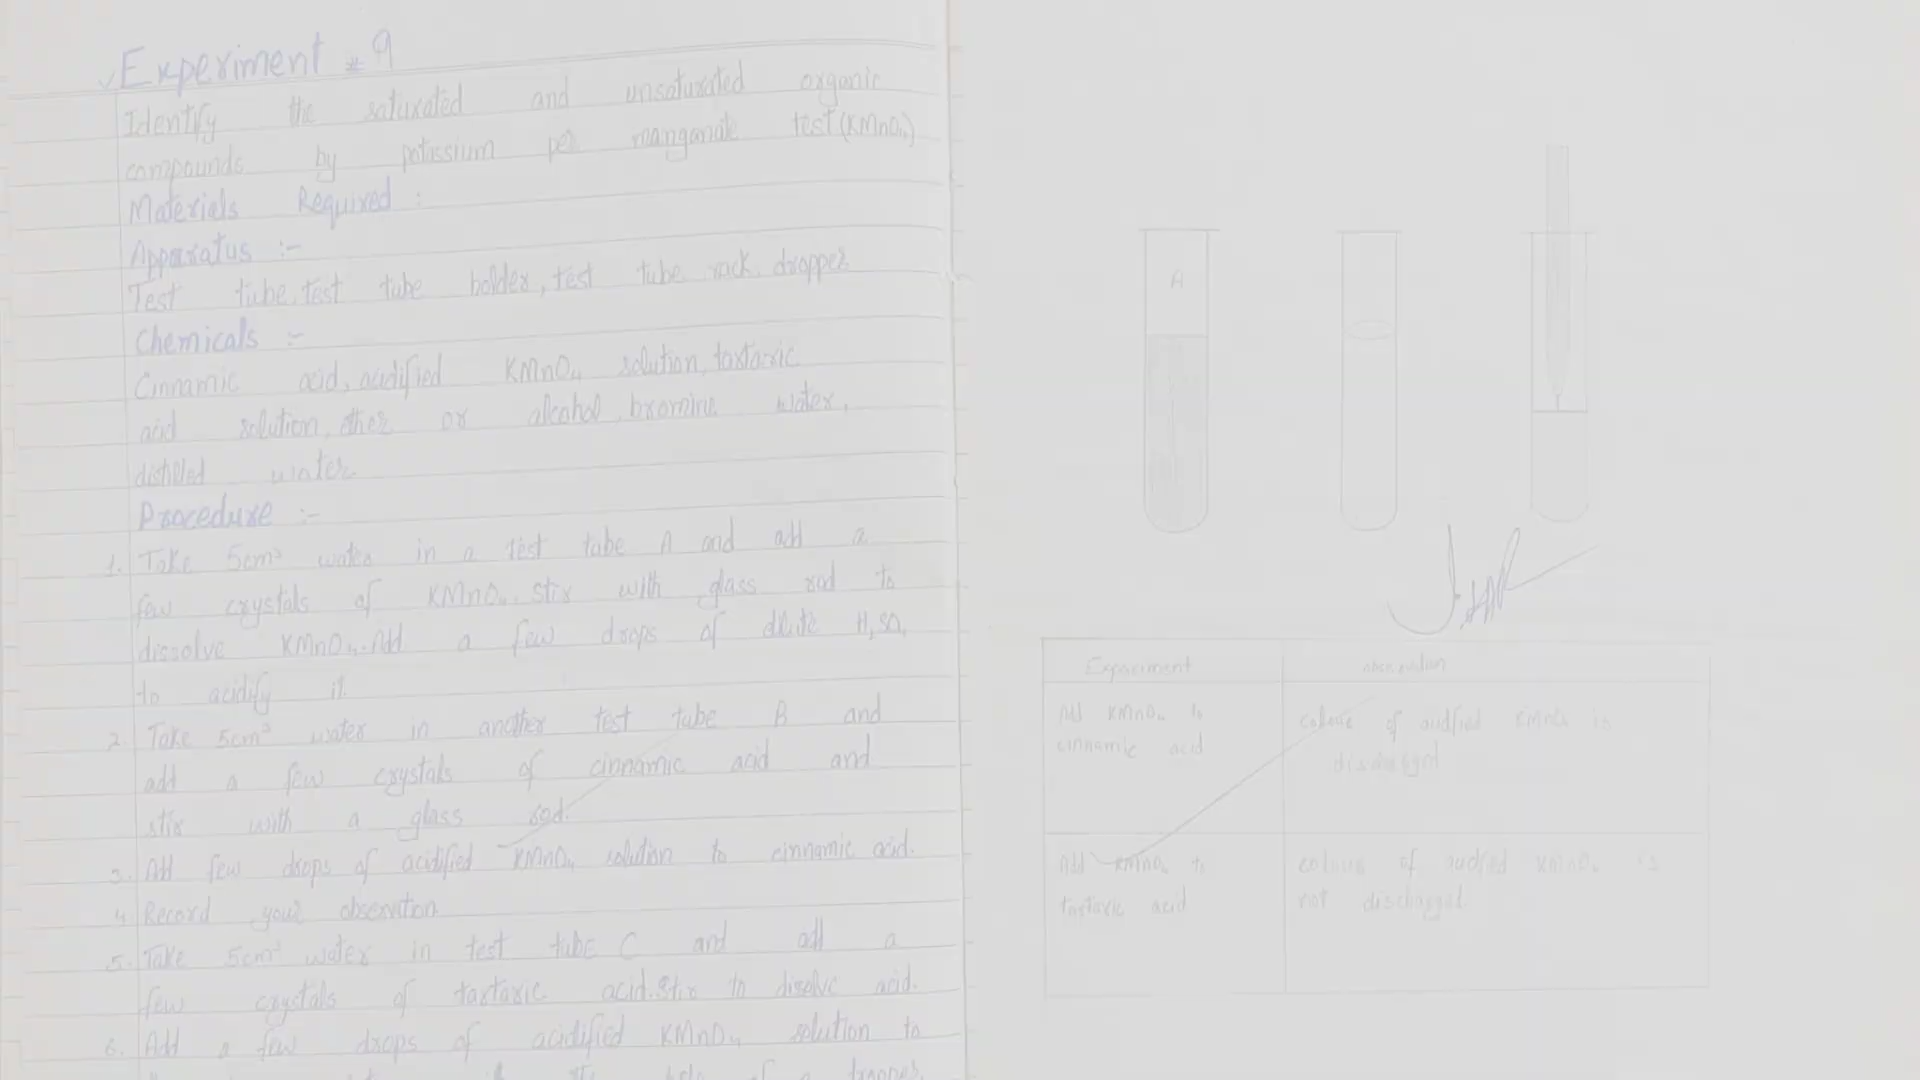 Experiment # 9
Identify the saturated and unsaturated organic
compounds by potassium per manganate test (KMnO4)
Materials Required :
Apparatus :-
Test tube, test tube holder, test tube rack, dropper
Chemicals :-
Cinnamic acid, acidified KMnO4 solution, tartaric
acid solution, ether or alcohol, bromine water,
distilled water.
Procedure :-
1. Take 5cm³ water in a test tube A and add a
few crystals of KMnO4. stir with glass rod to
dissolve KMnO4. Add a few drops of dilute H2SO4
to acidify it.
2. Take 5cm³ water in another test tube B and
add a few crystals of cinnamic acid and
stir with a glass rod.
3. Add few drops of acidified KMnO4 solution to cinnamic acid.
4. Record your observation
5. Take 5cm³ water in test tube C and add a
few crystals of tartaric acid. Stir to disolve acid.
6. Add a few drops of acidified KMnO4 solution to
of a dropper.
A
Experiment
observation
Add KMnO4 to
cinnamic acid
colour of acidfied KMnO4 is
Add KMnO4 to
tartaric acid
colour of acidfied KMnO4 is
not